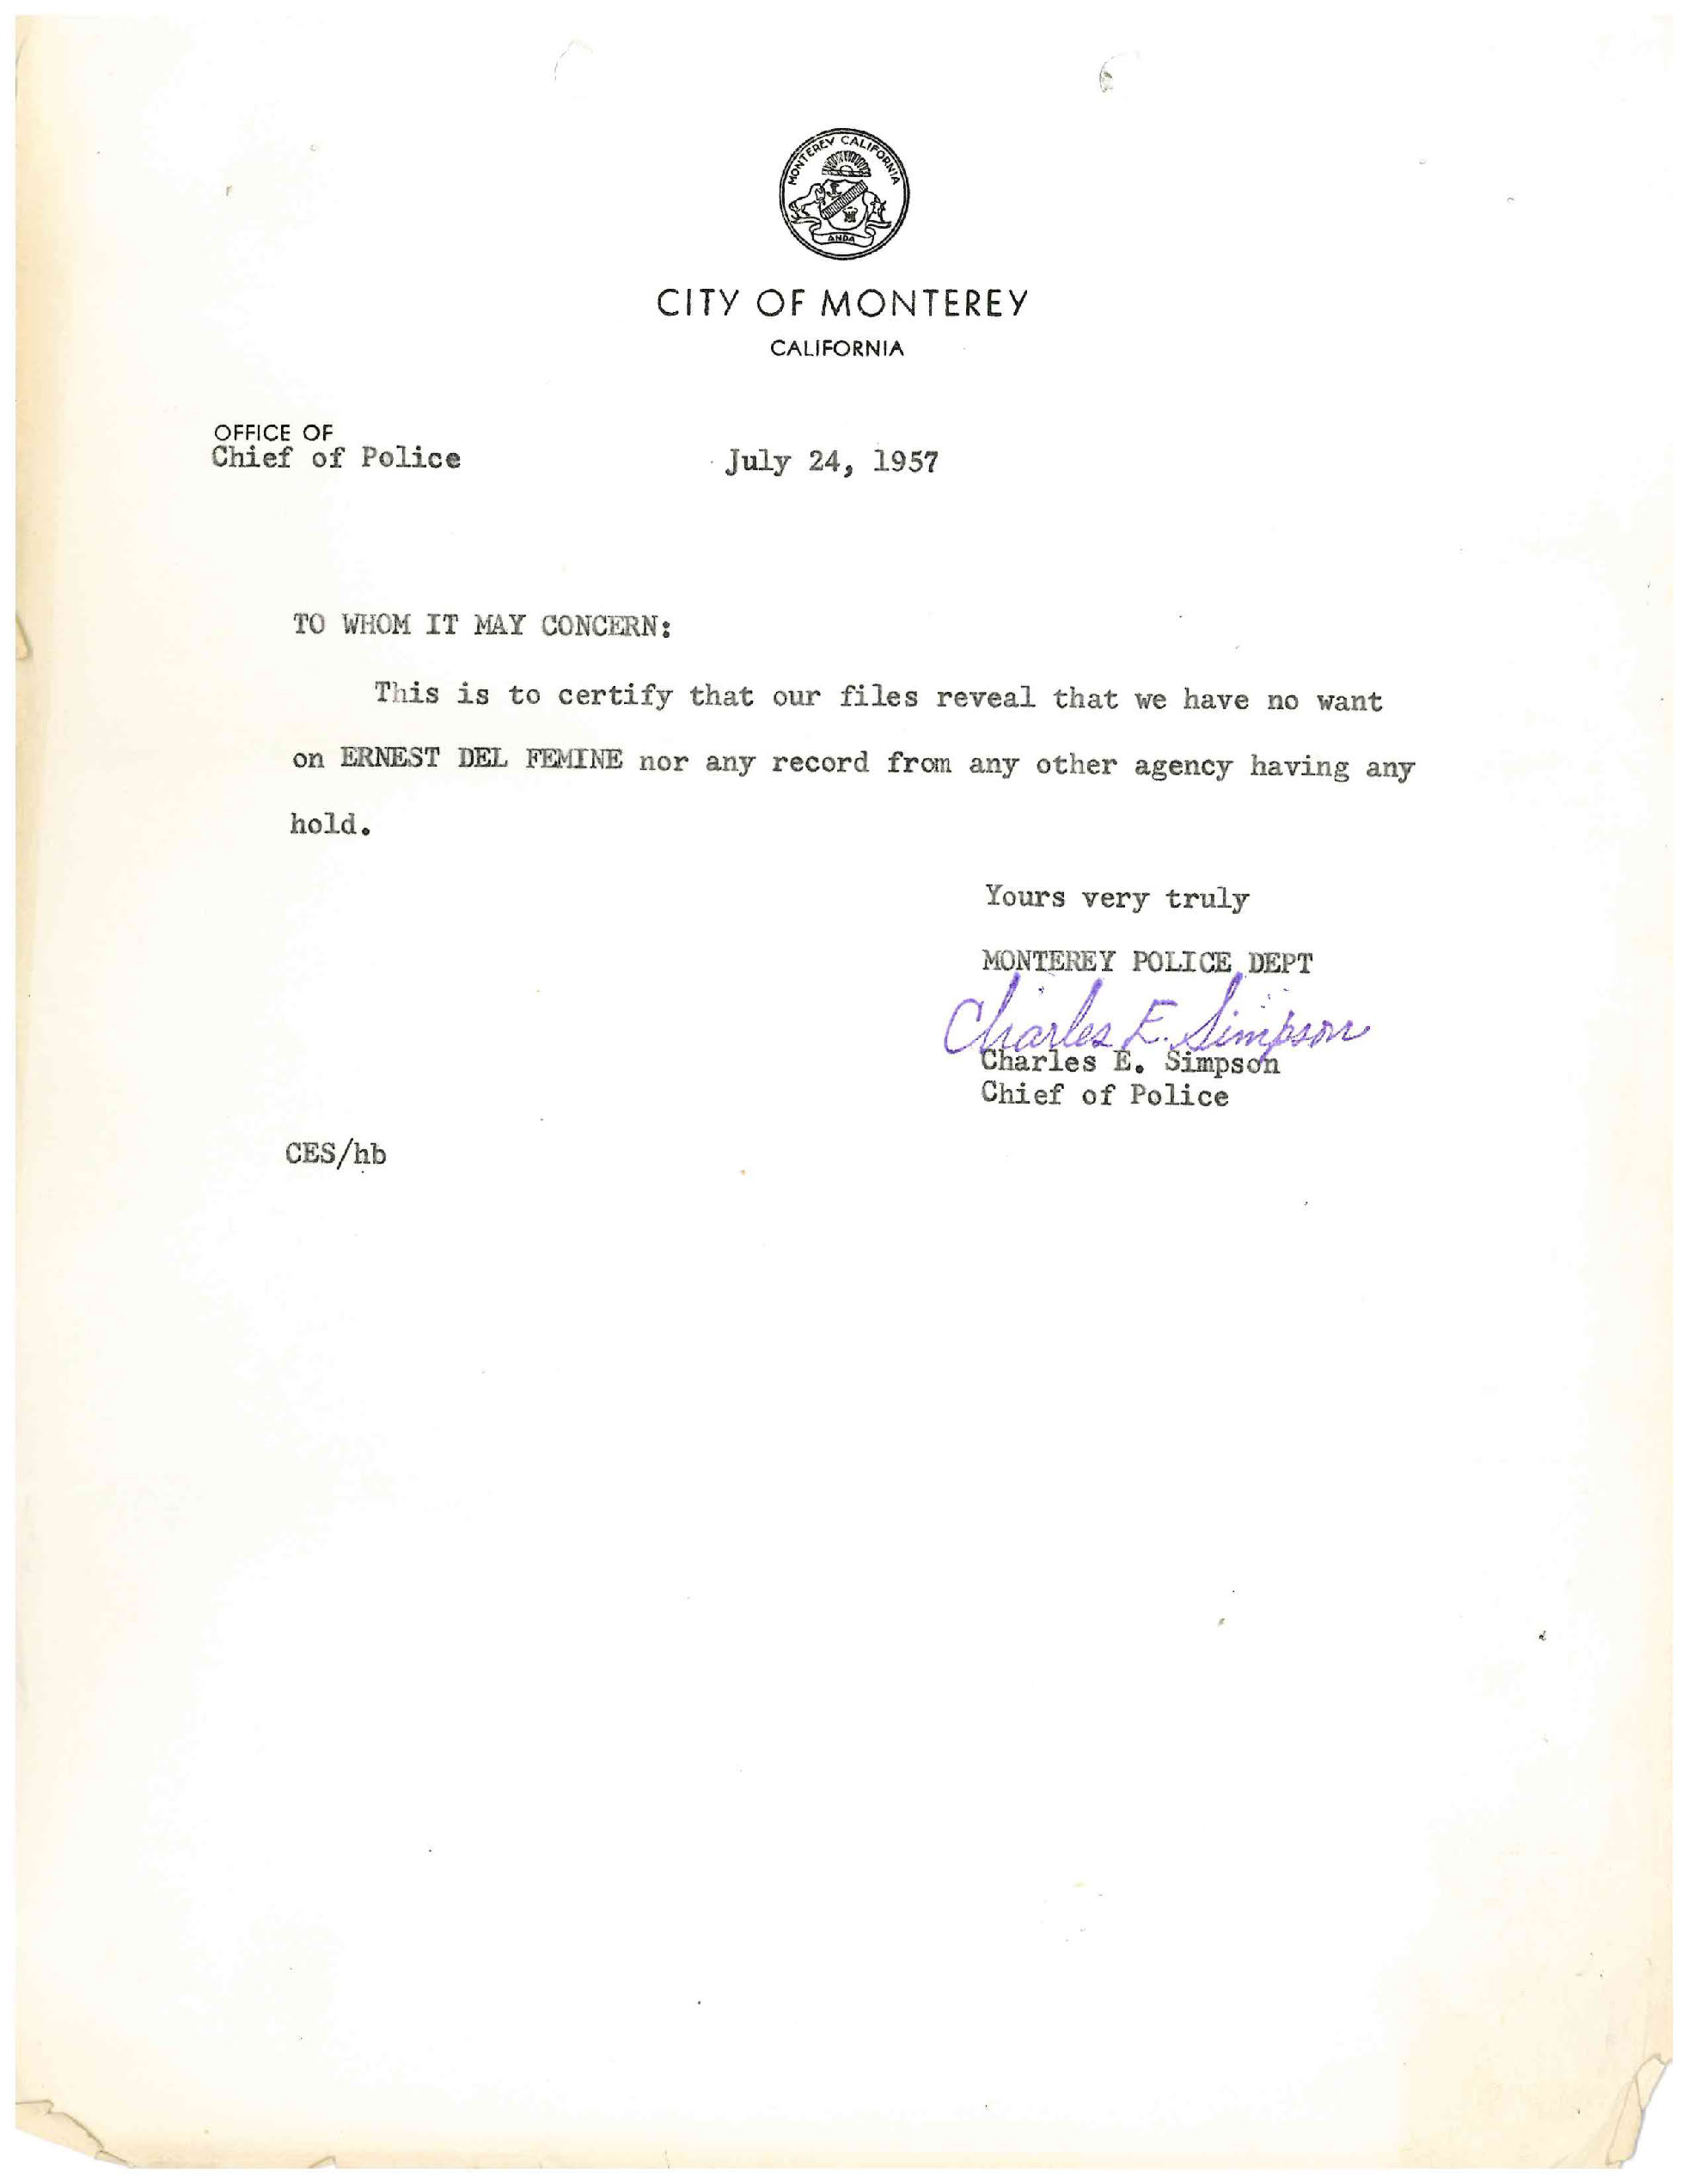 MONTEREY CALIFORNIA
ANDA
CITY OF MONTEREY
CALIFORNIA
OFFICE OF
Chief of Police
July 24, 1957
TO WHOM IT MAY CONCERN:
This is to certify that our files reveal that we have no want
on ERNEST DEL FEMINE nor any record from any other agency having any
hold.
Yours very truly
MONTEREY POLICE DEPT
Charles E. Simpson
Charles E. Simpson
Chief of Police
CES/hb